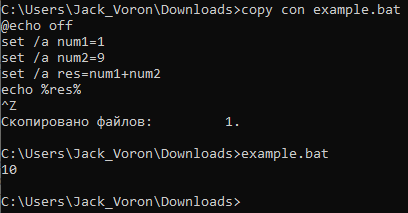 C:\Users\Jack_Voron\Downloads>copy con example.bat
@echo off
set /a num1=1
set /a num2=9
set /a res=num1+num2
echo %res%
^Z
Скопировано файлов:         1.
C:\Users\Jack_Voron\Downloads>example.bat
10
C:\Users\Jack_Voron\Downloads>